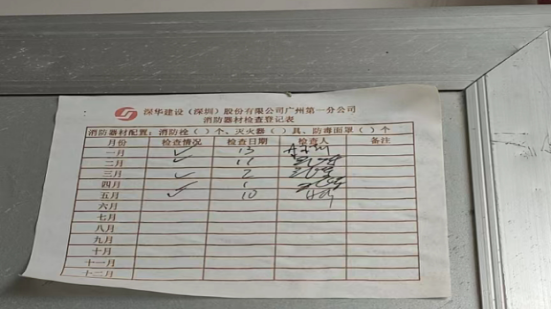 深华建设（深圳）股份有限公司广州第一分公司
消防器材检查登记表
消防器材配置：消防栓（ ）个、灭火器（ ）具、防毒面罩（ ）个
月份 检查情况 检查日期 检查人 备注
一月 ✓ 13
二月 ✓ 11
三月 ✓ 2
四月 ✓ 1
五月 ✓ 10
六月
七月
八月
九月
十月
十一月
十二月